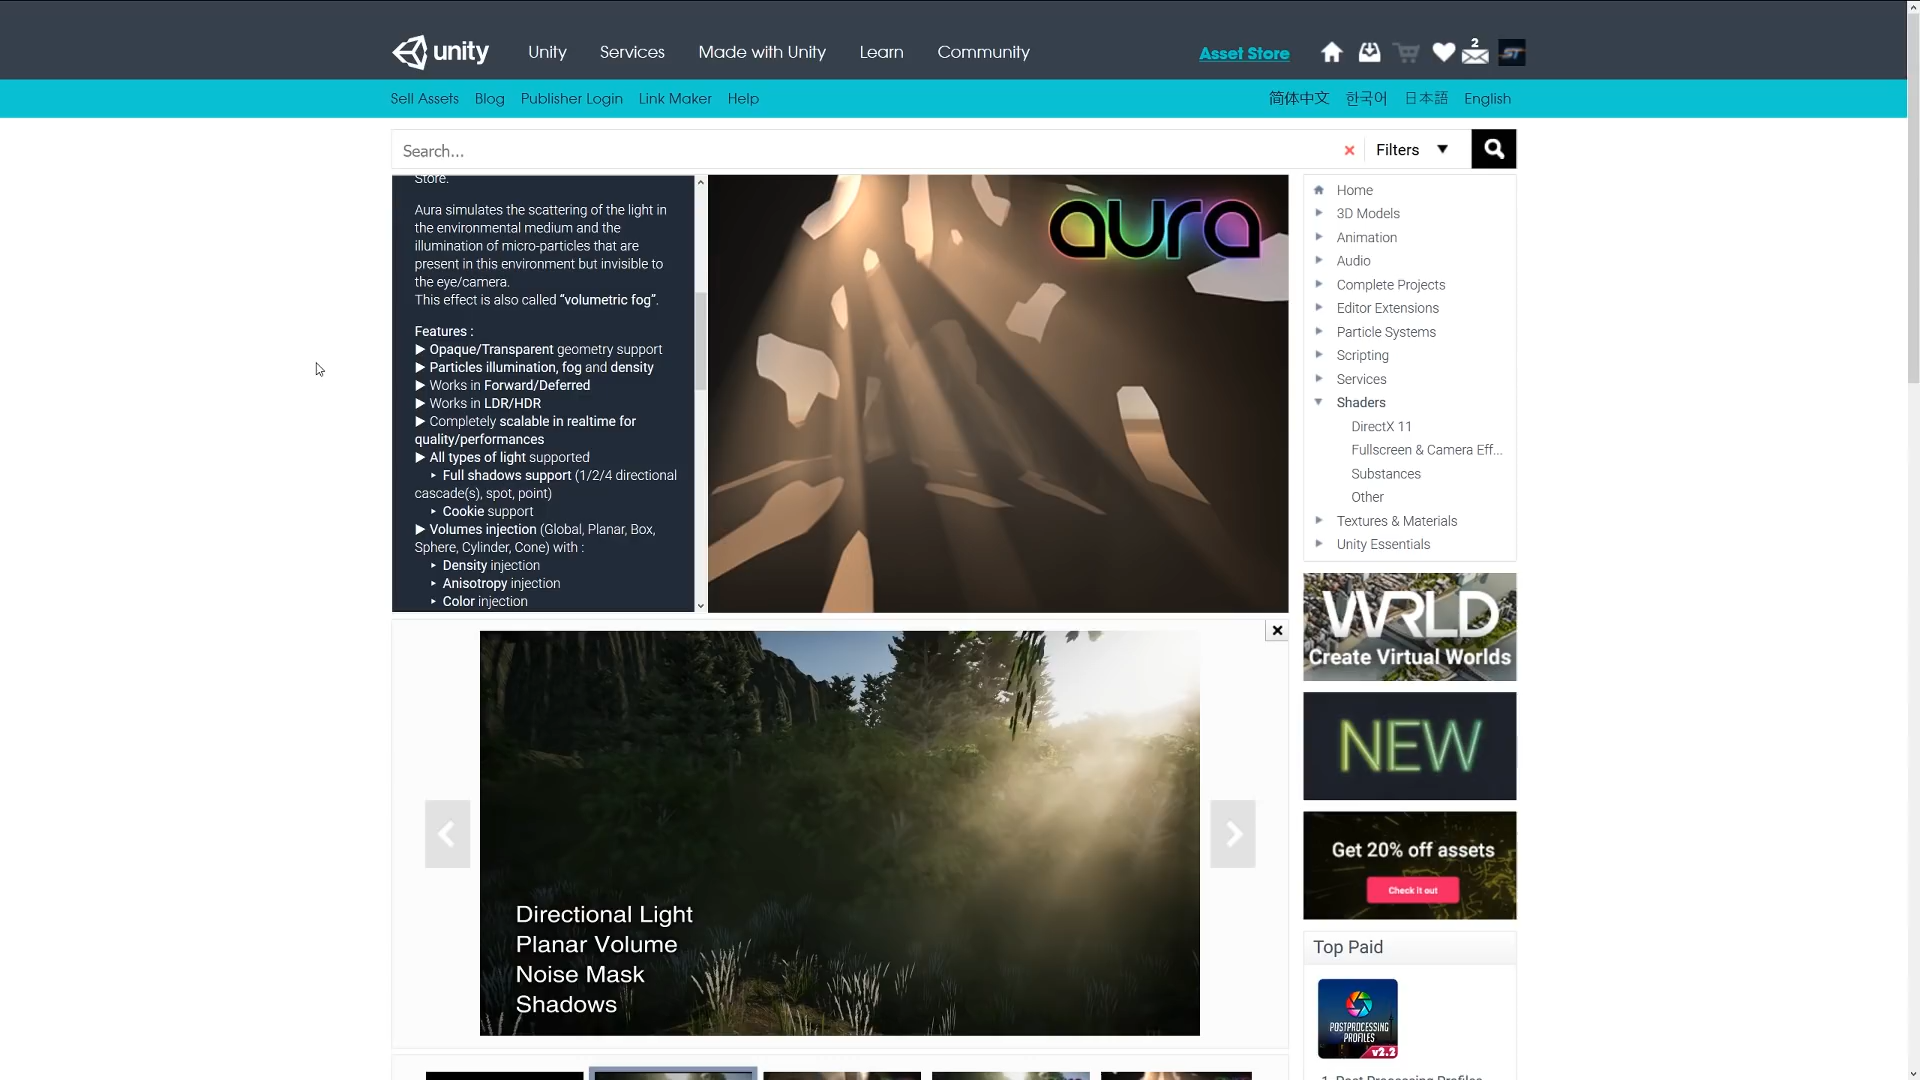 unity
Unity Services Made with Unity Learn Community
Asset Store
2
ST
Sell Assets Blog Publisher Login Link Maker Help
简体中文 한국어 日本語 English
Search...
Filters
Store.
Aura simulates the scattering of the light in
the environmental medium and the
illumination of micro-particles that are
present in this environment but invisible to
the eye/camera.
This effect is also called “volumetric fog”.
Features :
▶ Opaque/Transparent geometry support
▶ Particles illumination, fog and density
▶ Works in Forward/Deferred
▶ Works in LDR/HDR
▶ Completely scalable in realtime for
quality/performances
▶ All types of light supported
‣ Full shadows support (1/2/4 directional
cascade(s), spot, point)
‣ Cookie support
▶ Volumes injection (Global, Planar, Box,
Sphere, Cylinder, Cone) with :
‣ Density injection
‣ Anisotropy injection
‣ Color injection
aura
Home
3D Models
Animation
Audio
Complete Projects
Editor Extensions
Particle Systems
Scripting
Services
Shaders
DirectX 11
Fullscreen & Camera Eff...
Substances
Other
Textures & Materials
Unity Essentials
Directional Light
Planar Volume
Noise Mask
Shadows
WRLD
Create Virtual Worlds
NEW
Get 20% off assets
Check it out
Top Paid
POSTPROCESSING
PROFILES
v2.2
1. Post Processing Profiles